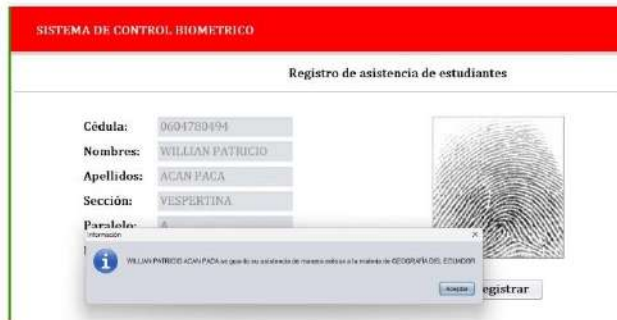 SISTEMA DE CONTROL BIOMETRICO
Registro de asistencia de estudiantes
Cédula: 0604780494
Nombres: WILLIAN PATRICIO
Apellidos: ACAN PACA
Sección: VESPERTINA
Paralelo: A
Información
WILLIAN PATRICIO ACAN PACA se guardo su asistencia de manera exitosa a la materia de GEOGRAFÍA DEL ECUADOR
Aceptar
egistrar